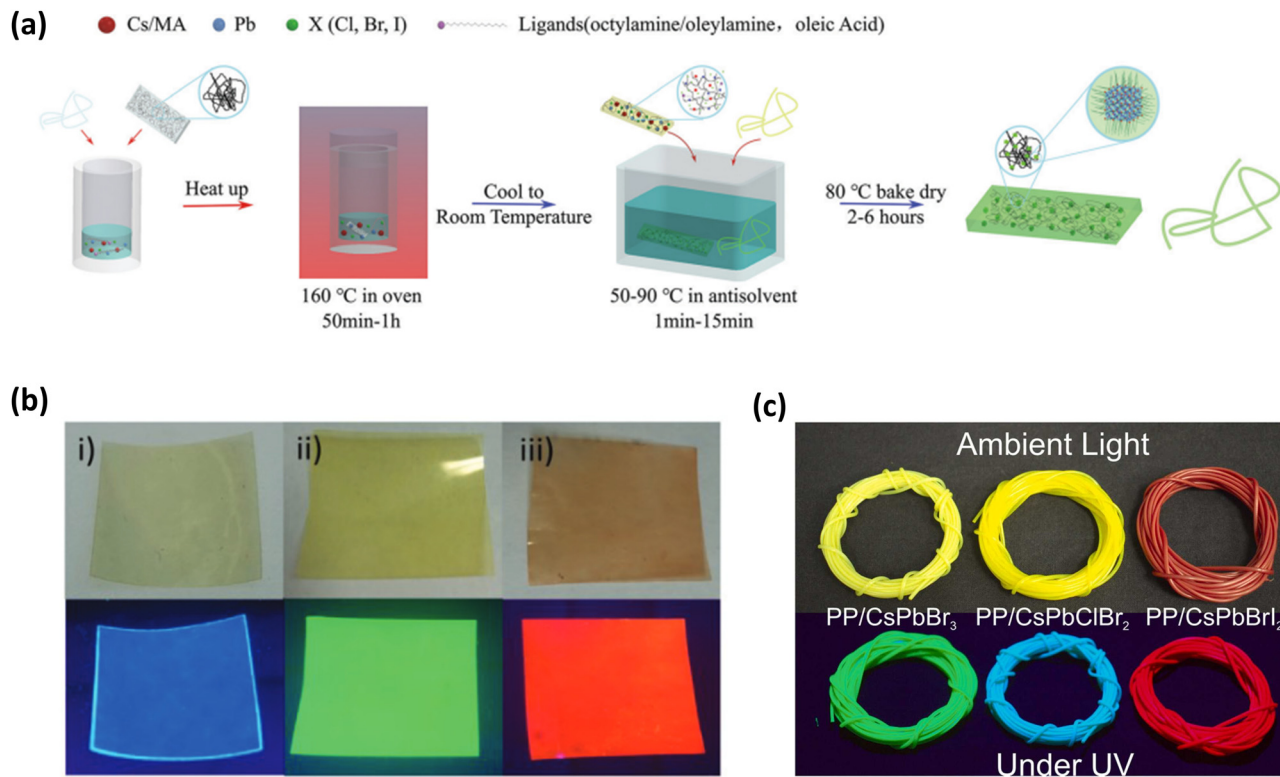 (a)
Cs/MA Pb X (Cl, Br, I) Ligands(octylamine/oleylamine, oleic Acid)
Heat up
160 ℃ in oven
50min-1h
Cool to
Room Temperature
50-90 ℃ in antisolvent
1min-15min
80 ℃ bake dry
2-6 hours
(b)
i)
ii)
iii)
(c)
Ambient Light
PP/CsPbBr₃ PP/CsPbClBr₂ PP/CsPbBrI₂
Under UV